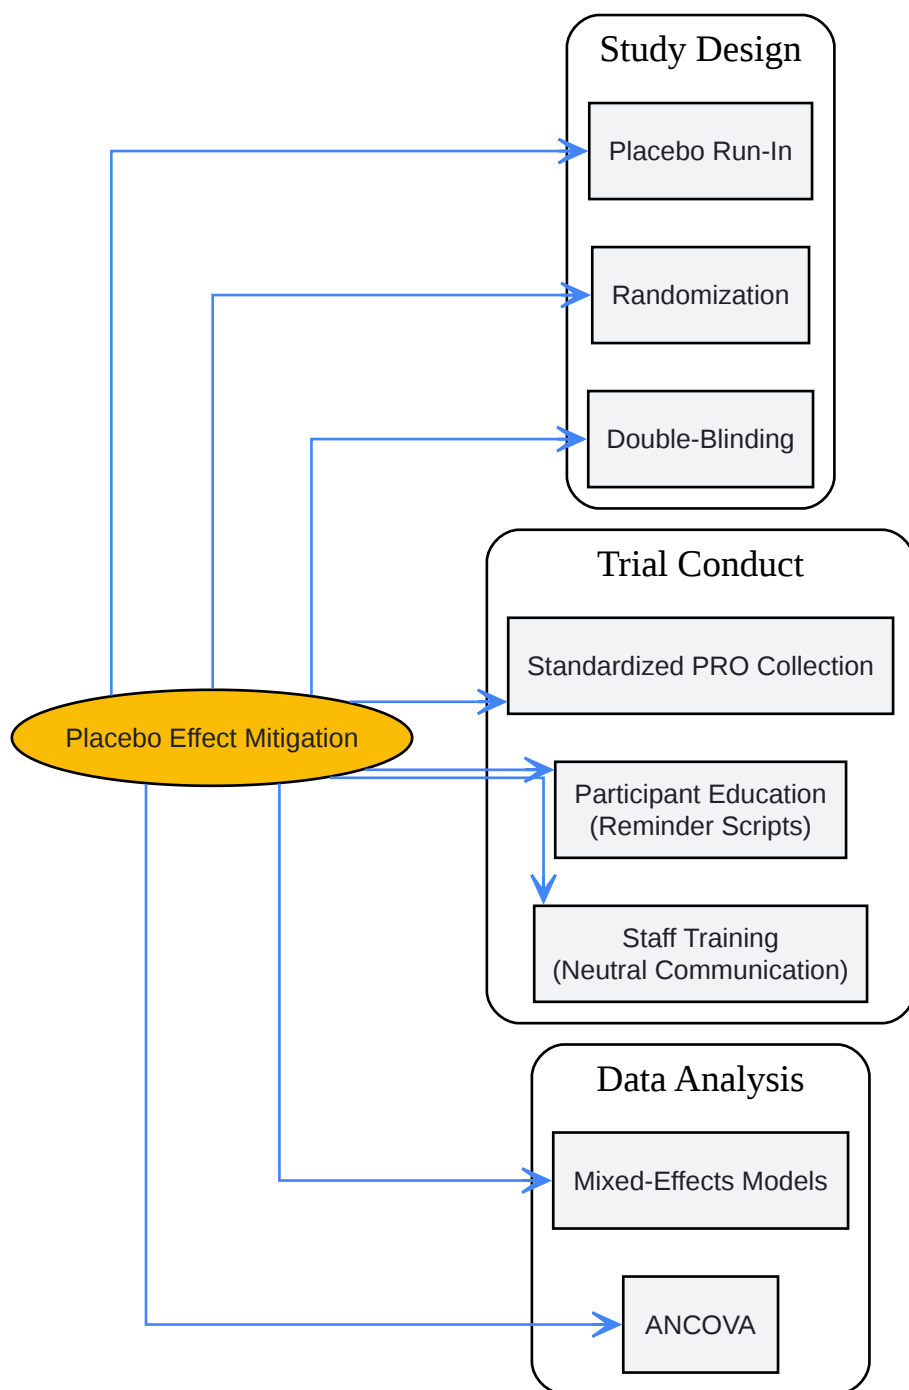 Study Design
Placebo Run-In
Randomization
Double-Blinding
Trial Conduct
Standardized PRO Collection
Placebo Effect Mitigation
Participant Education
(Reminder Scripts)
Staff Training
(Neutral Communication)
Data Analysis
Mixed-Effects Models
ANCOVA